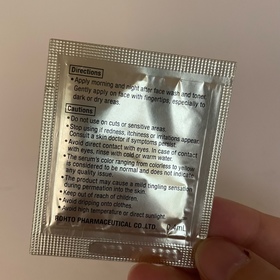 Directions
• Apply morning and night after face wash and toner.
Gently apply on face with fingertips, especially to
dark or dry areas.
Cautions
• Do not use on cuts or sensitive areas.
• Stop using if redness, itchiness or irritations appear.
Consult a skin doctor if symptoms persist.
• Avoid direct contact with eyes. In case of contact
with eyes, rinse with cold or warm water.
• The serum's color ranging from colorless to yellow
is considered to be normal and does not indicate
any quality issue.
• The product may cause a mild tingling sensation
during permeation into the skin.
• Keep out of reach of children.
• Avoid dripping onto clothes.
• Avoid high temperature or direct sunlight.
ROHTO PHARMACEUTICAL CO.,LTD.